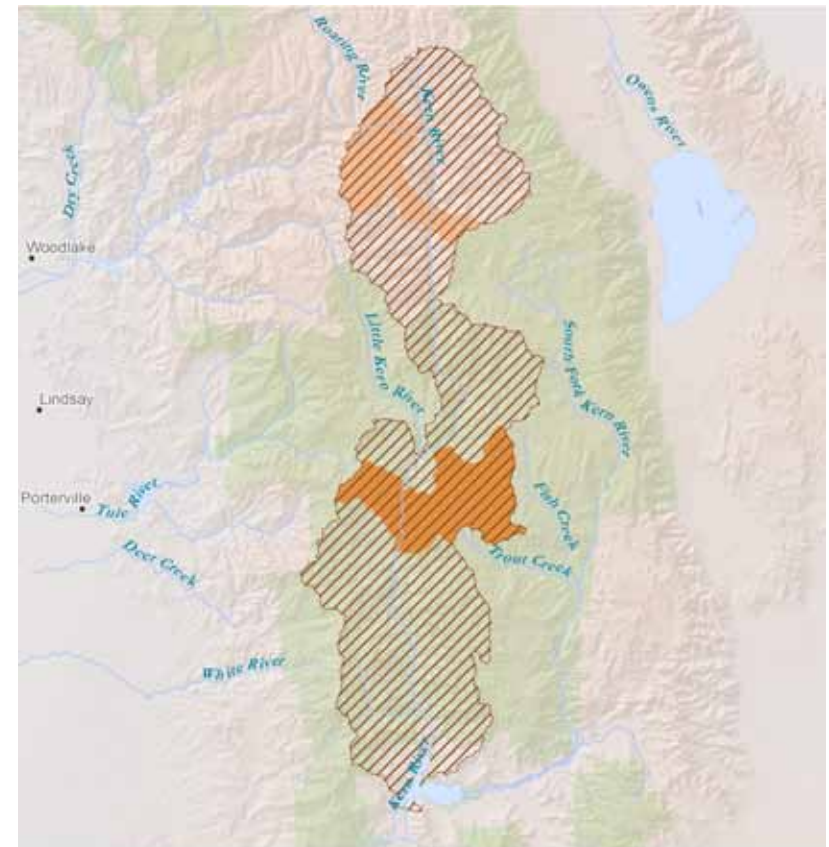 Roaring River
Kern River
Owens River
Dry Creek
Woodlake
Little Kern River
South Fork Kern River
Lindsay
Porterville
Tule River
Fish Creek
Deer Creek
Trout Creek
White River
Kern River